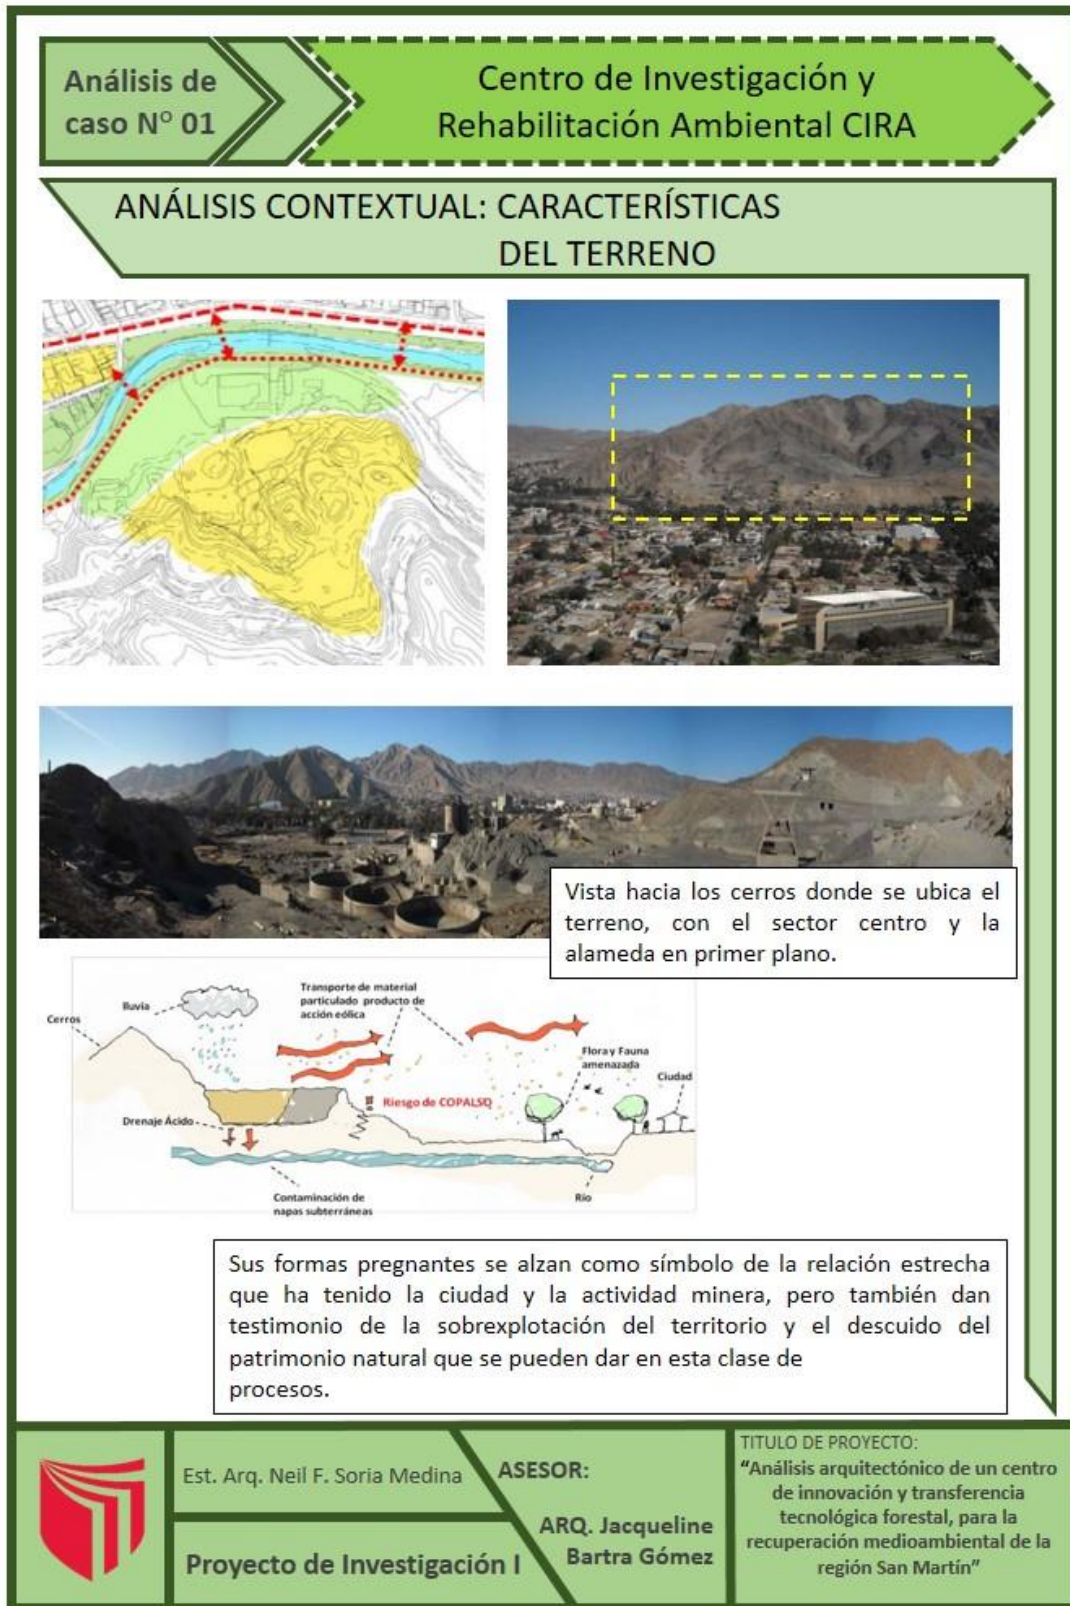 Análisis de
caso N° 01
Centro de Investigación y
Rehabilitación Ambiental CIRA
ANÁLISIS CONTEXTUAL: CARACTERÍSTICAS
DEL TERRENO
Vista hacia los cerros donde se ubica el
terreno, con el sector centro y la
alameda en primer plano.
Cerros
lluvia
Transporte de material
particulado producto de
acción eólica
Flora y Fauna
amenazada
Ciudad
Riesgo de COPALSQ
Drenaje Ácido
Contaminación de
napas subterráneas
Río
Sus formas pregnantes se alzan como símbolo de la relación estrecha
que ha tenido la ciudad y la actividad minera, pero también dan
testimonio de la sobrexplotación del territorio y el descuido del
patrimonio natural que se pueden dar en esta clase de
procesos.
Est. Arq. Neil F. Soria Medina
Proyecto de Investigación I
ASESOR:
ARQ. Jacqueline
Bartra Gómez
TITULO DE PROYECTO:
"Análisis arquitectónico de un centro
de innovación y transferencia
tecnológica forestal, para la
recuperación medioambiental de la
región San Martín"